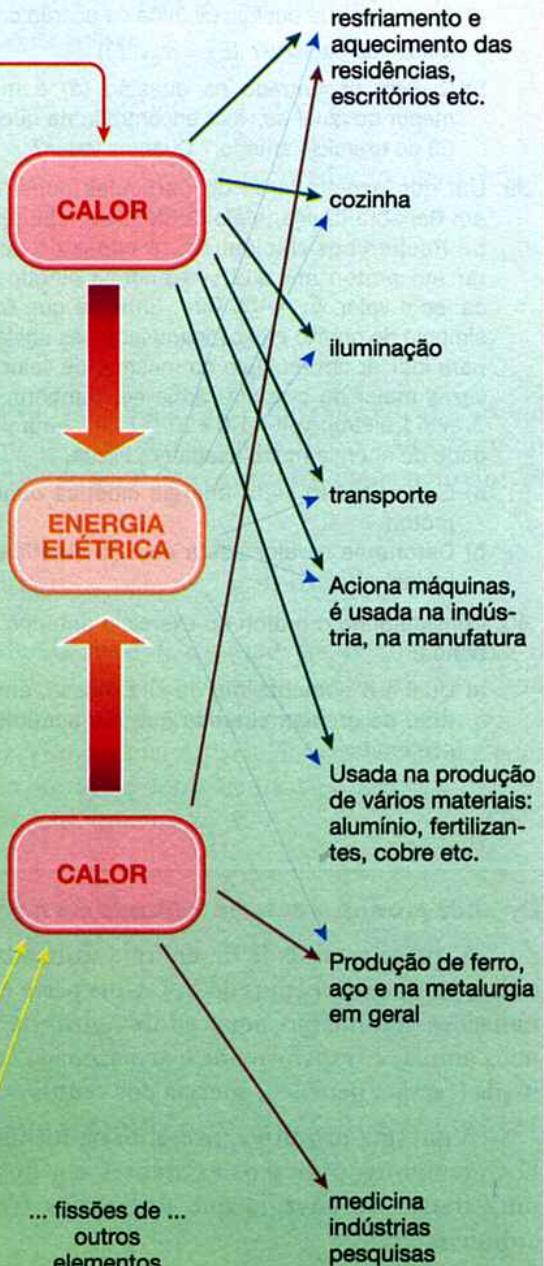 resfriamento e
aquecimento das
residências,
escritórios etc.
CALOR
cozinha
iluminação
ENERGIA
ELÉTRICA
transporte
Aciona máquinas,
é usada na indús-
tria, na manufatura
Usada na produção
de vários materiais:
alumínio, fertilizan-
tes, cobre etc.
CALOR
Produção de ferro,
aço e na metalurgia
em geral
... fissões de ...
outros
elementos
medicina
indústrias
pesquisas